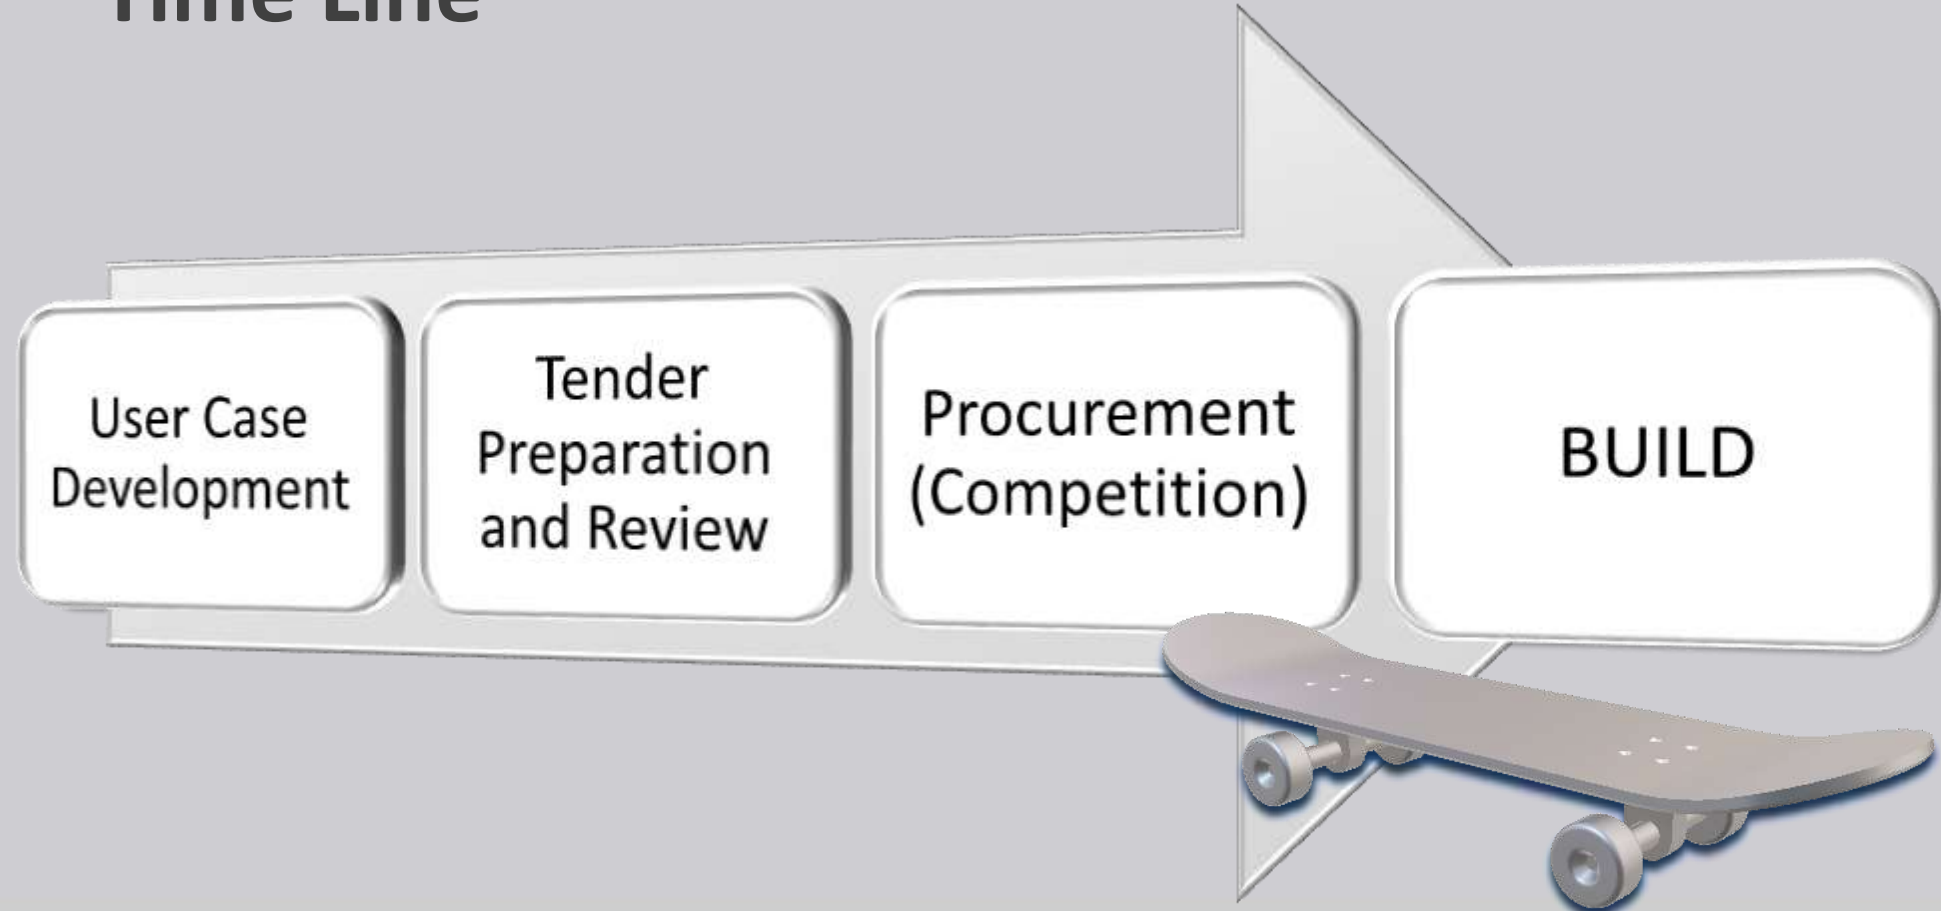 Time Line
User Case
Development
Tender
Preparation
and Review
Procurement
(Competition)
BUILD